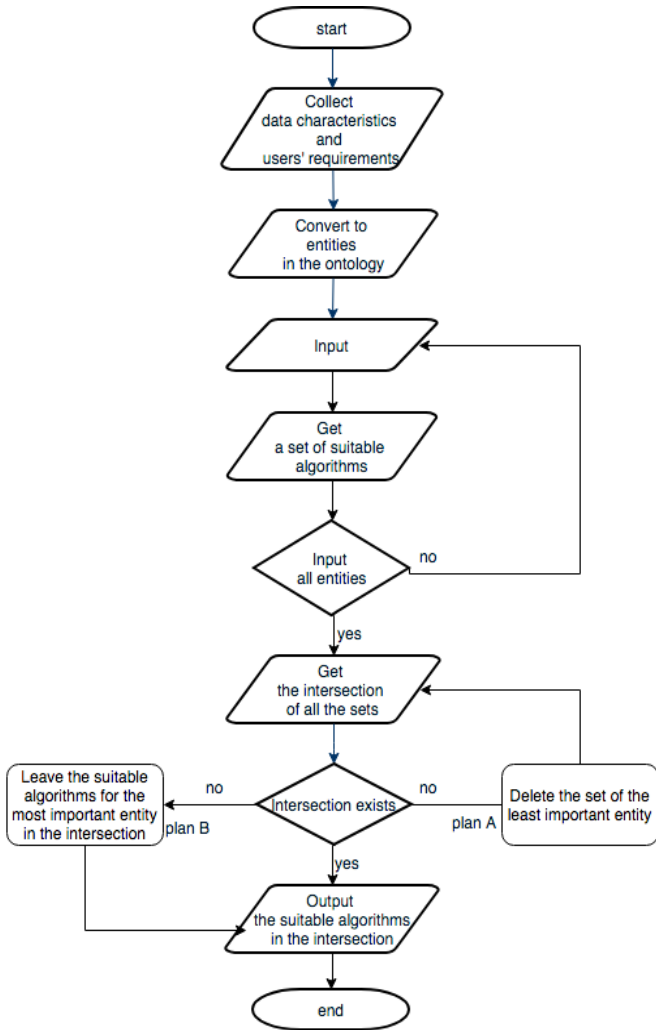 start
Collect
data characteristics
and
users' requirements
Convert to
entities
in the ontology
Input
Get
a set of suitable
algorithms
Input
all entities
no
yes
Get
the intersection
of all the sets
Leave the suitable
algorithms for the
most important entity
in the intersection
no
plan B
Intersection exists
no
plan A
Delete the set of the
least important entity
yes
Output
the suitable algorithms
in the intersection
end